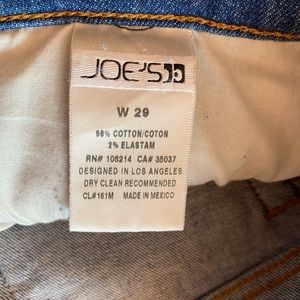 JOE'S
W 29
98% COTTON/COTON
2% ELASTAM
RN# 105214 CA# 35037
DESIGNED IN LOS ANGELES
DRY CLEAN RECOMMENDED
CL#161M MADE IN MEXICO